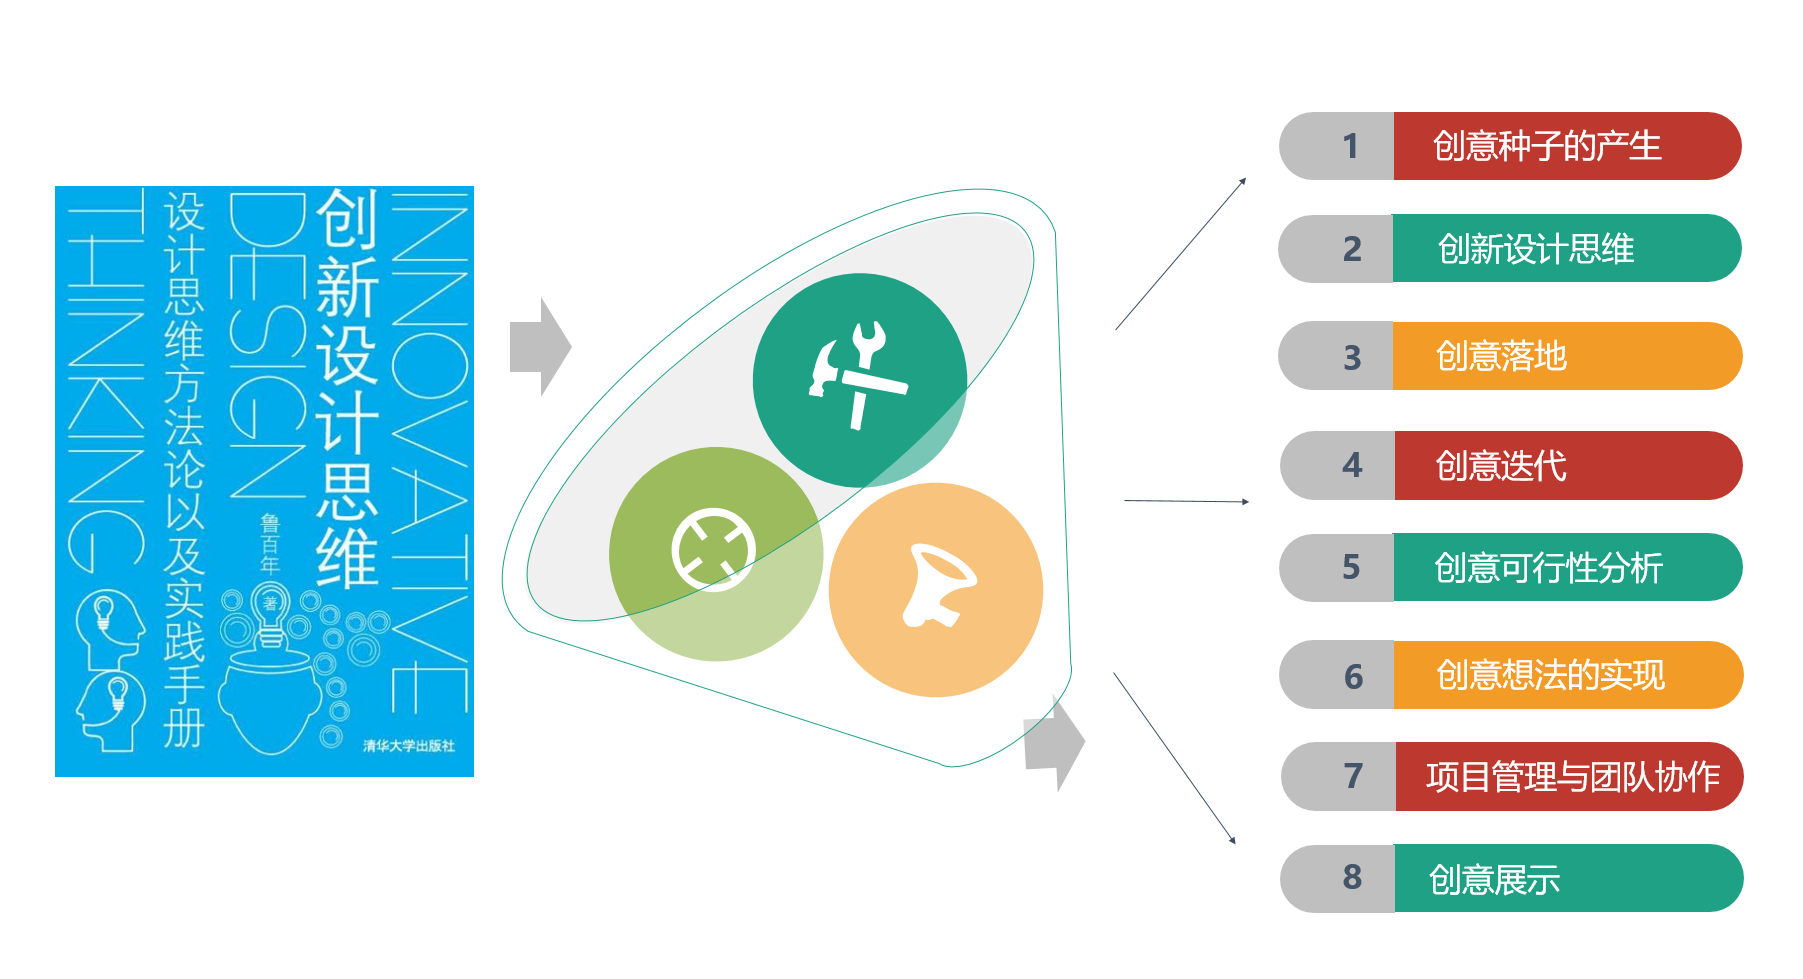 INNOVATIVE
创新设计思维
DESIGN
THINKING
设计思维方法论以及实践手册
鲁百年
著
清华大学出版社
1 创意种子的产生
2 创新设计思维
3 创意落地
4 创意迭代
5 创意可行性分析
6 创意想法的实现
7 项目管理与团队协作
8 创意展示